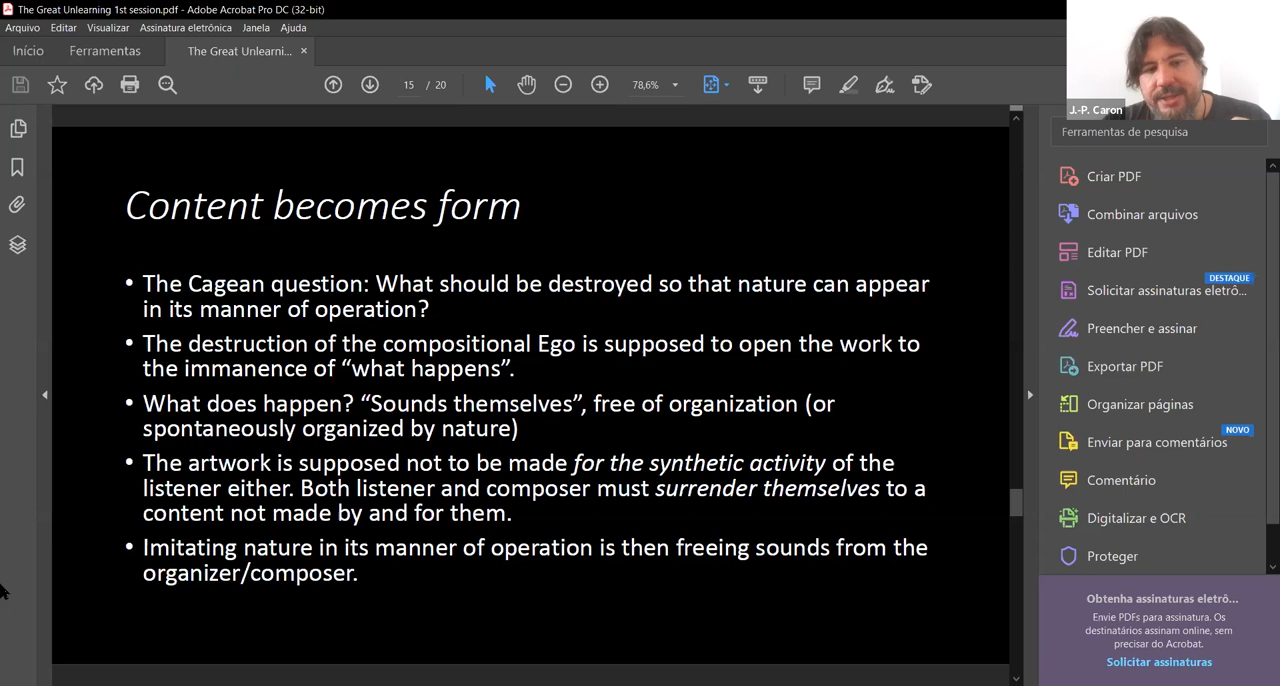 The Great Unlearning 1st session.pdf - Adobe Acrobat Pro DC (32-bit)
Arquivo Editar Visualizar Assinatura eletrônica Janela Ajuda
Início Ferramentas The Great Unlearni... ×
15 / 20 78,6%
J.-P. Caron
Ferramentas de pesquisa
Content becomes form
• The Cagean question: What should be destroyed so that nature can appear
in its manner of operation?
• The destruction of the compositional Ego is supposed to open the work to
the immanence of “what happens”.
• What does happen? “Sounds themselves”, free of organization (or
spontaneously organized by nature)
• The artwork is supposed not to be made for the synthetic activity of the
listener either. Both listener and composer must surrender themselves to a
content not made by and for them.
• Imitating nature in its manner of operation is then freeing sounds from the
organizer/composer.
Criar PDF
Combinar arquivos
Editar PDF
DESTAQUE
Solicitar assinaturas eletrô...
Preencher e assinar
Exportar PDF
Organizar páginas
NOVO
Enviar para comentários
Comentário
Digitalizar e OCR
Proteger
Obtenha assinaturas eletrô...
Envie PDFs para assinatura. Os
destinatários assinam online, sem
precisar do Acrobat.
Solicitar assinaturas